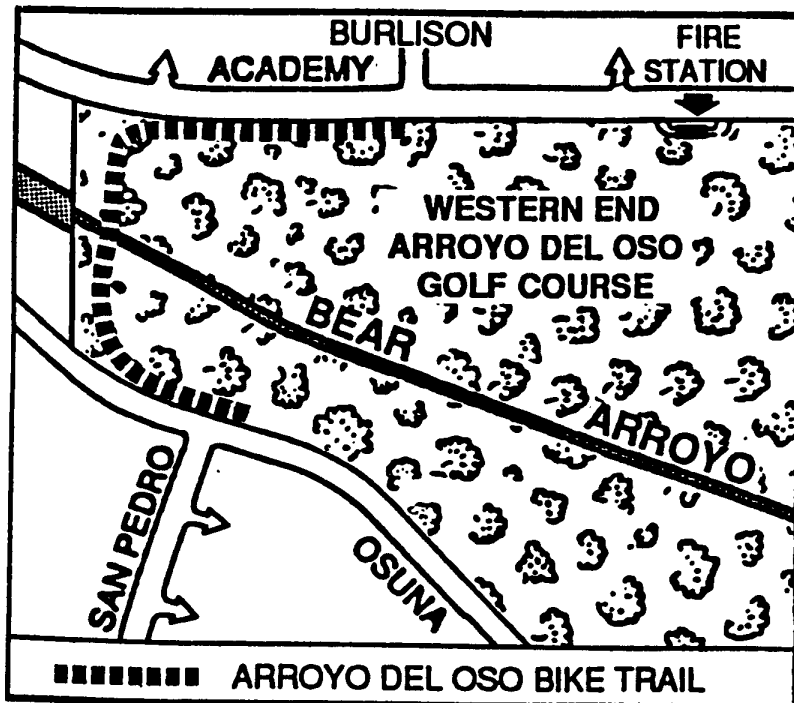 BURLISON
ACADEMY
FIRE
STATION
WESTERN END
ARROYO DEL OSO
GOLF COURSE
BEAR
ARROYO
SAN PEDRO
OSUNA
ARROYO DEL OSO BIKE TRAIL